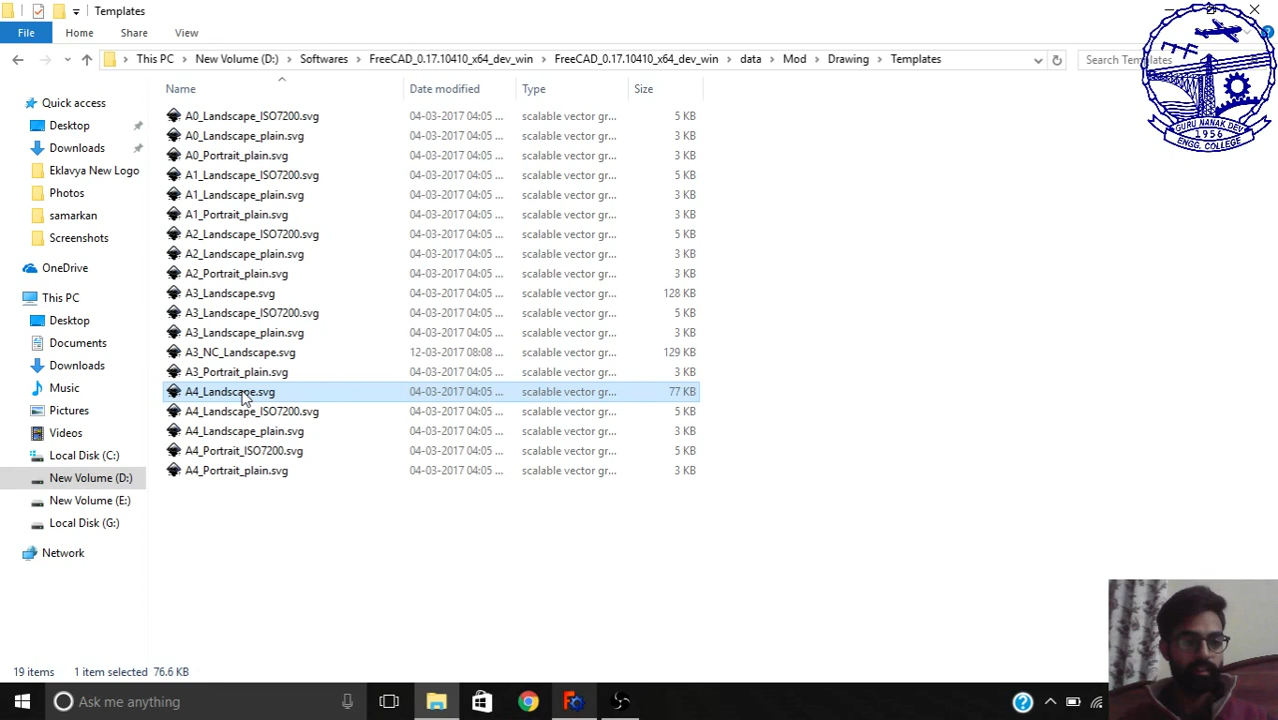 Templates
File Home Share View
This PC New Volume (D:) Softwares FreeCAD_0.17.10410_x64_dev_win FreeCAD_0.17.10410_x64_dev_win data Mod Drawing Templates
Search Templates
Name Date modified Type Size
Quick access
Desktop
Downloads
Eklavya New Logo
Photos
samarkan
Screenshots
OneDrive
This PC
Desktop
Documents
Downloads
Music
Pictures
Videos
Local Disk (C:)
New Volume (D:)
New Volume (E:)
Local Disk (G:)
Network
A0_Landscape_ISO7200.svg 04-03-2017 04:05 ... scalable vector gr... 5 KB
A0_Landscape_plain.svg 04-03-2017 04:05 ... scalable vector gr... 3 KB
A0_Portrait_plain.svg 04-03-2017 04:05 ... scalable vector gr... 3 KB
A1_Landscape_ISO7200.svg 04-03-2017 04:05 ... scalable vector gr... 5 KB
A1_Landscape_plain.svg 04-03-2017 04:05 ... scalable vector gr... 3 KB
A1_Portrait_plain.svg 04-03-2017 04:05 ... scalable vector gr... 3 KB
A2_Landscape_ISO7200.svg 04-03-2017 04:05 ... scalable vector gr... 5 KB
A2_Landscape_plain.svg 04-03-2017 04:05 ... scalable vector gr... 3 KB
A2_Portrait_plain.svg 04-03-2017 04:05 ... scalable vector gr... 3 KB
A3_Landscape.svg 04-03-2017 04:05 ... scalable vector gr... 128 KB
A3_Landscape_ISO7200.svg 04-03-2017 04:05 ... scalable vector gr... 5 KB
A3_Landscape_plain.svg 04-03-2017 04:05 ... scalable vector gr... 3 KB
A3_NC_Landscape.svg 12-03-2017 08:08 ... scalable vector gr... 129 KB
A3_Portrait_plain.svg 04-03-2017 04:05 ... scalable vector gr... 3 KB
A4_Landscape.svg 04-03-2017 04:05 ... scalable vector gr... 77 KB
A4_Landscape_ISO7200.svg 04-03-2017 04:05 ... scalable vector gr... 5 KB
A4_Landscape_plain.svg 04-03-2017 04:05 ... scalable vector gr... 3 KB
A4_Portrait_ISO7200.svg 04-03-2017 04:05 ... scalable vector gr... 5 KB
A4_Portrait_plain.svg 04-03-2017 04:05 ... scalable vector gr... 3 KB
GURU NANAK DEV
1956
ENGG. COLLEGE
19 items 1 item selected 76.6 KB
Ask me anything